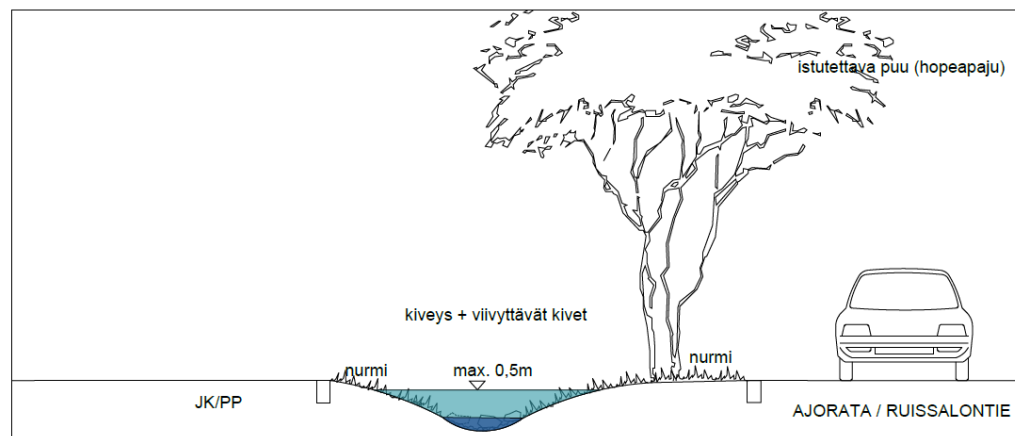 istutettava puu (hopeapaju)
kiveys + viivyttävät kivet
nurmi
max. 0,5m
nurmi
JK/PP
AJORATA / RUISSALONTIE